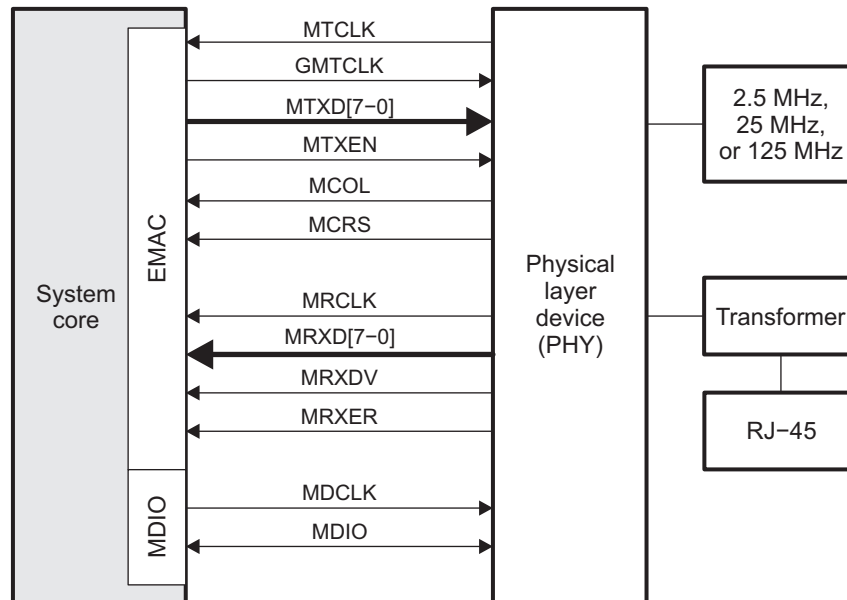 System
core
EMAC
MDIO
MTCLK
GMTCLK
MTXD[7−0]
MTXEN
MCOL
MCRS
MRCLK
MRXD[7−0]
MRXDV
MRXER
MDCLK
MDIO
Physical
layer
device
(PHY)
2.5 MHz,
25 MHz,
or 125 MHz
Transformer
RJ−45